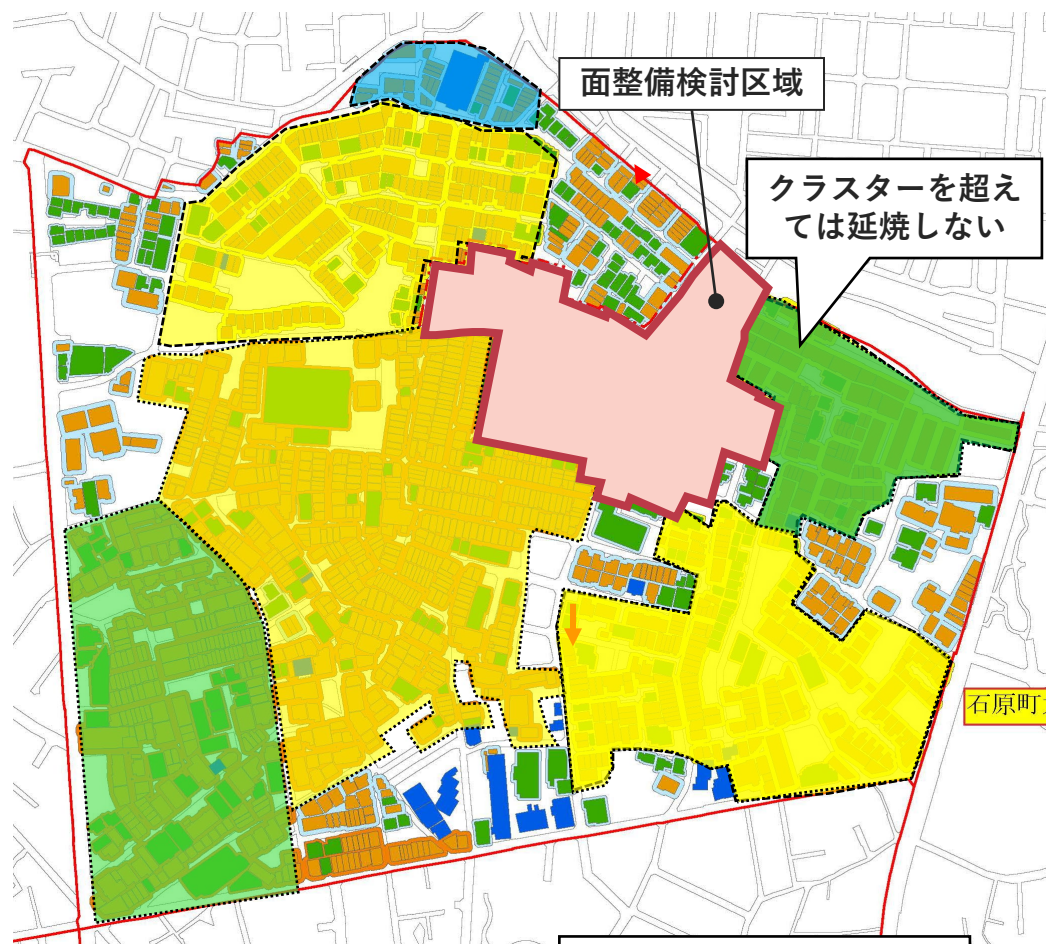 面整備検討区域
クラスターを超え
ては延焼しない
石原町